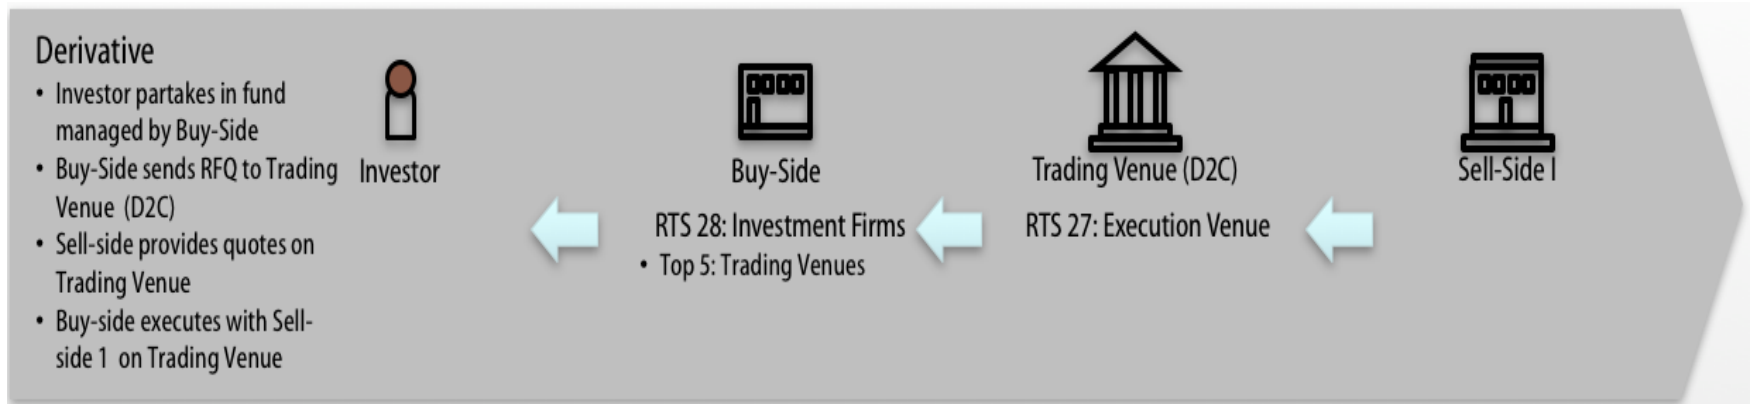 Derivative
• Investor partakes in fund
managed by Buy-Side
• Buy-Side sends RFQ to Trading
Venue (D2C)
• Sell-side provides quotes on
Trading Venue
• Buy-side executes with Sell-
side 1 on Trading Venue
Investor
Buy-Side
RTS 28: Investment Firms
• Top 5: Trading Venues
Trading Venue (D2C)
RTS 27: Execution Venue
Sell-Side I